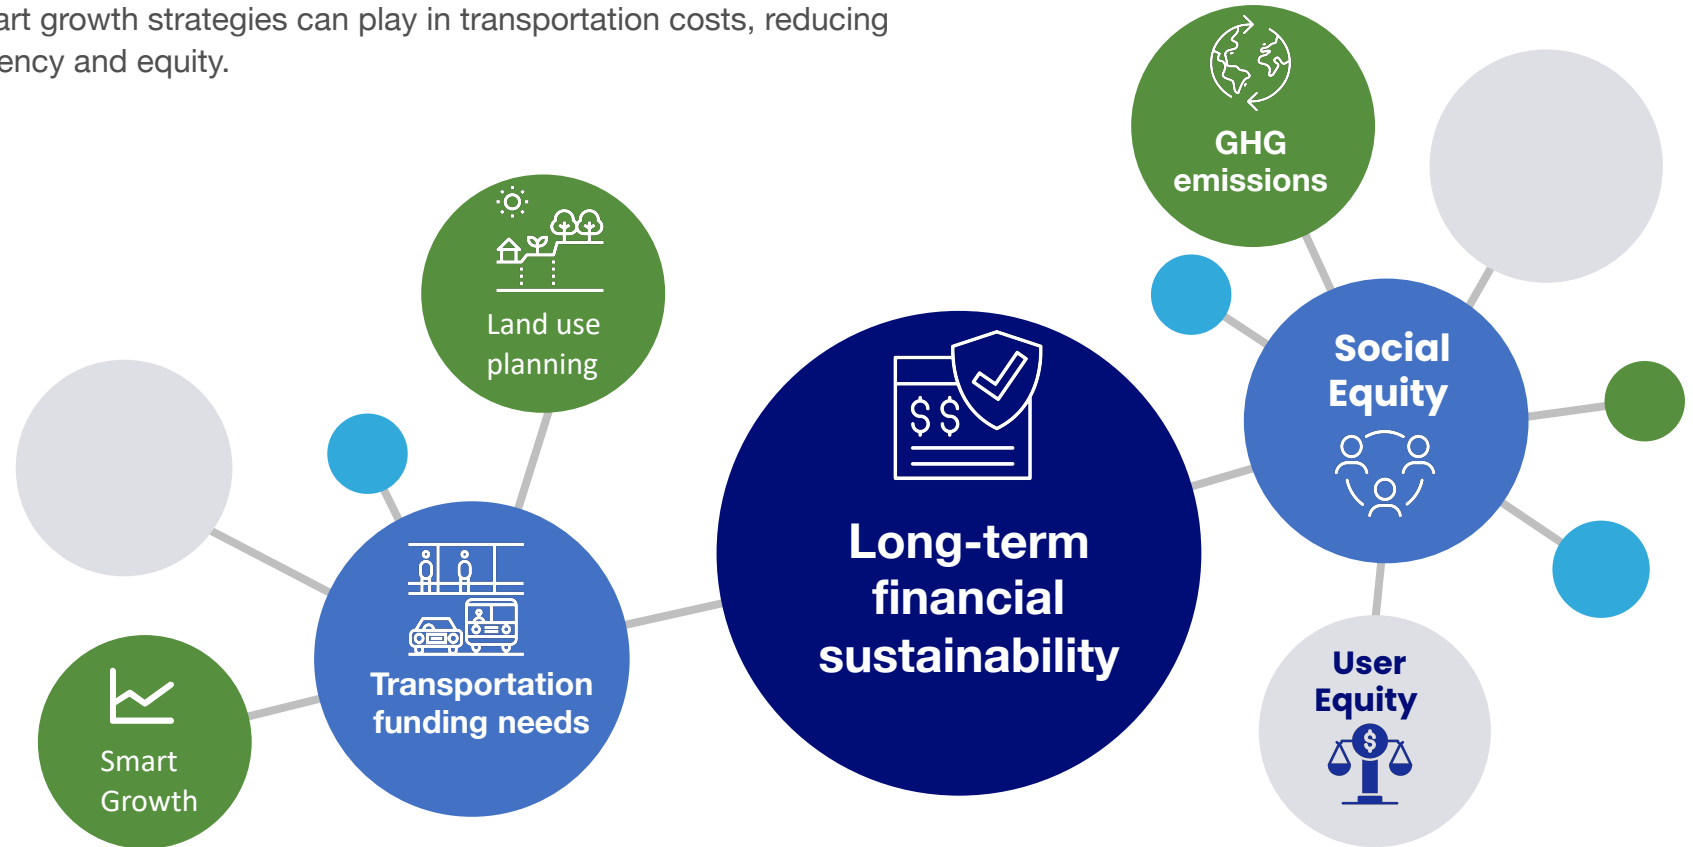 art growth strategies can play in transportation costs, reducing
ency and equity.
GHG
emissions
Land use
planning
Social
Equity
$ $
Long-term
financial
sustainability
Transportation
funding needs
User
Equity
$
Smart
Growth